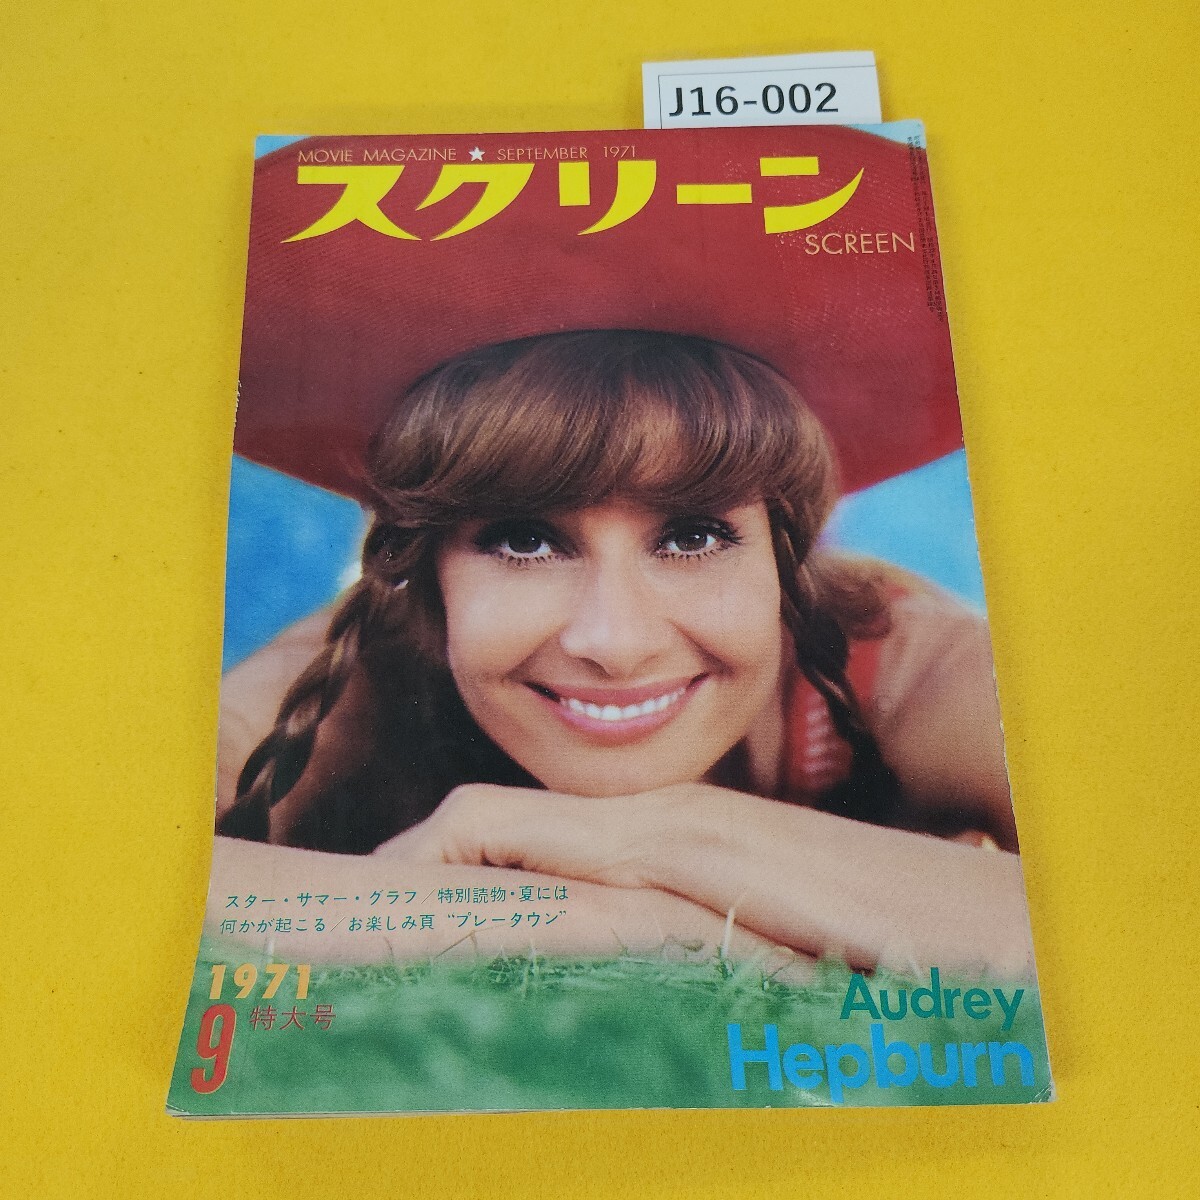 J16-002
MOVIE MAGAZINE ★ SEPTEMBER 1971
スクリーン
SCREEN
スター・サマー・グラフ/特別読物・夏には
何かが起こる/お楽しみ頁 “プレータウン”
1971
9 特大号
Audrey
Hepburn